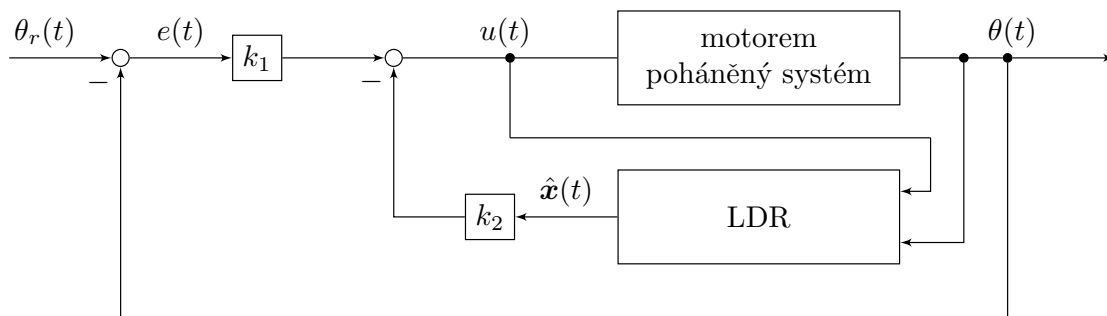 θ_r(t)
e(t)
k_1
u(t)
motorem
poháněný systém
θ(t)
−
−
k_2
x̂(t)
LDR